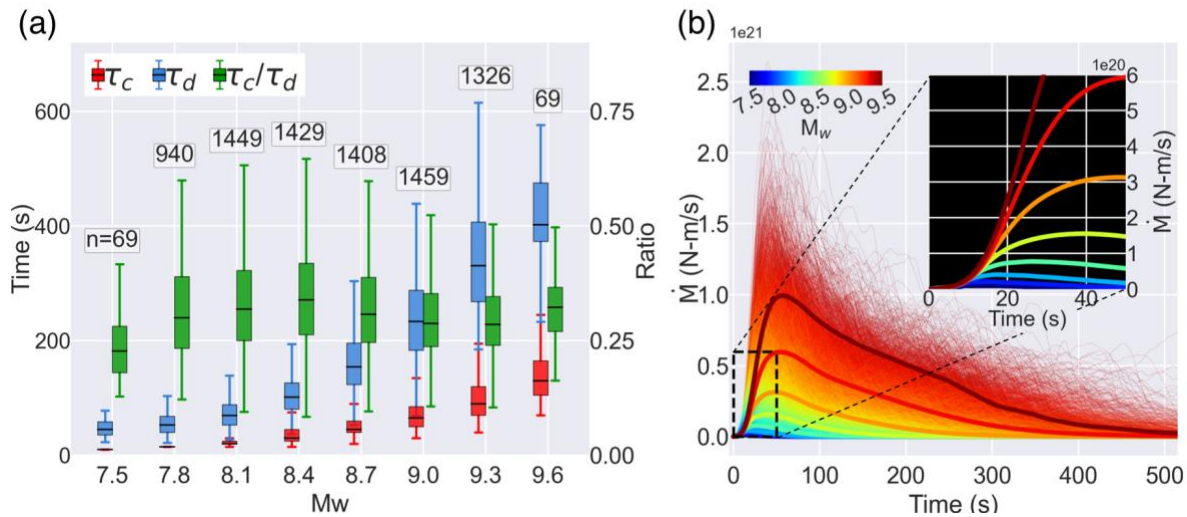 (a)
τc τd τc/τd
n=69
940
1449
1429
1408
1459
1326
69
600
400
200
0
Time (s)
0.75
0.50
0.25
0.00
Ratio
7.5 7.8 8.1 8.4 8.7 9.0 9.3 9.6
Mw
(b)
1e21
2.5
2.0
1.5
1.0
0.5
0.0
Ṁ (N-m/s)
7.5 8.0 8.5 9.0 9.5
Mw
1e20
6
5
4
3
2
1
0
Ṁ (N-m/s)
0 20 40
Time (s)
0 100 200 300 400 500
Time (s)